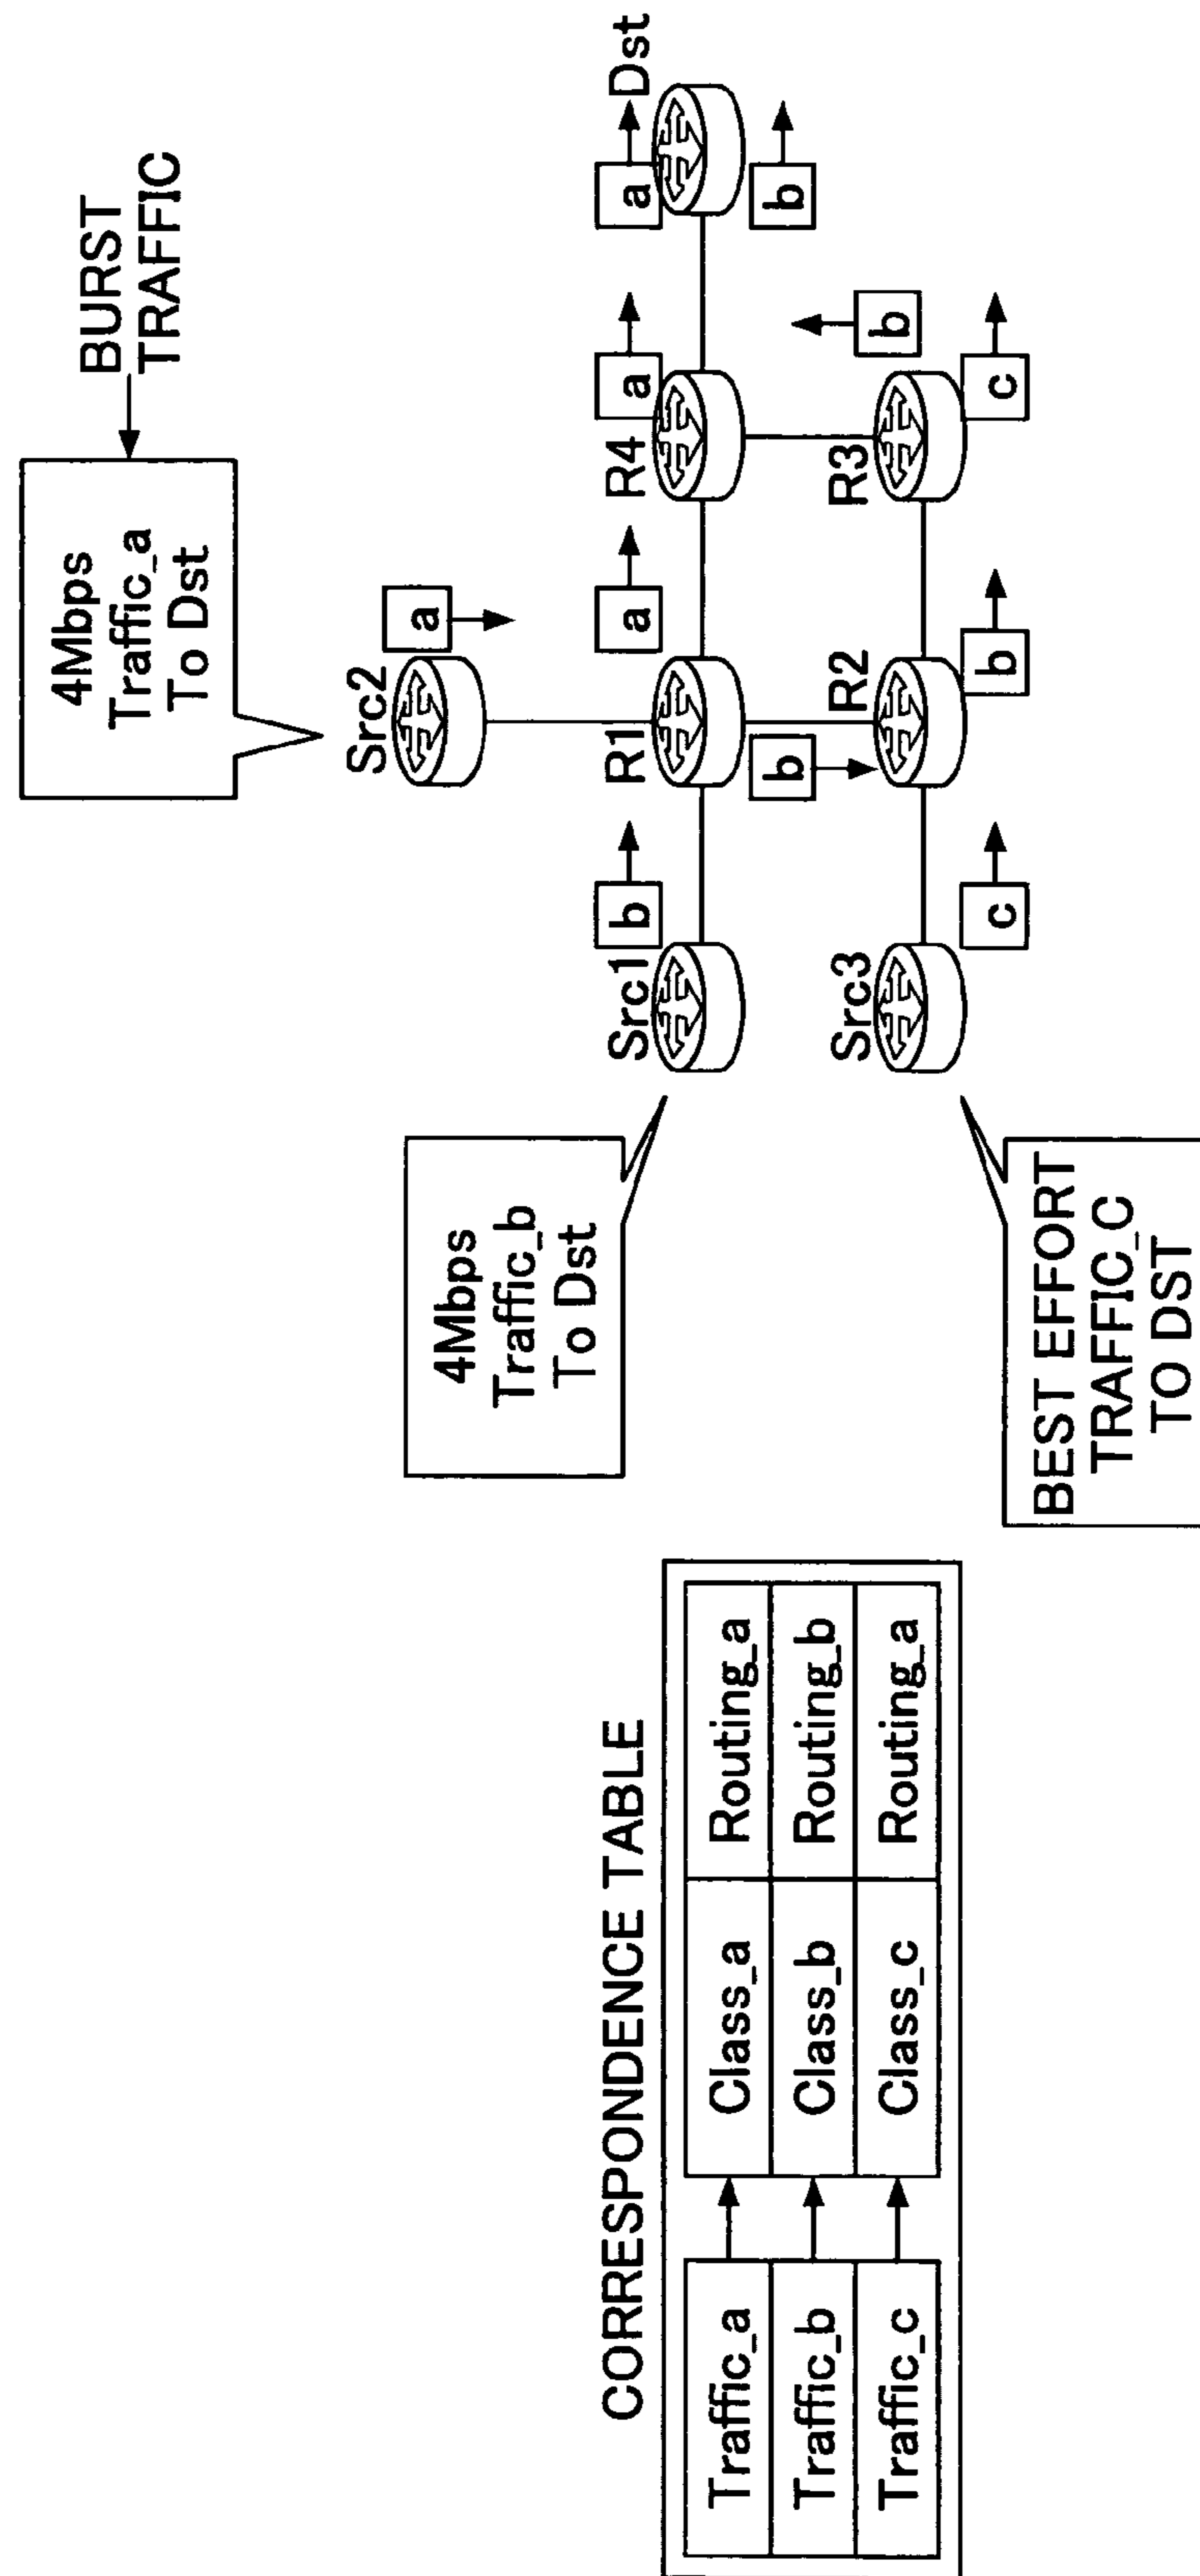 CORRESPONDENCE TABLE
Traffic_a Class_a Routing_a
Traffic_b Class_b Routing_b
Traffic_c Class_c Routing_a
4Mbps
Traffic_a
To Dst
BURST
TRAFFIC
Src2
a
4Mbps
Traffic_b
To Dst
Src1
b
R1
a
R4
a
a
Dst
b
b
Src3
R2
R3
b
c
b
c
BEST EFFORT
TRAFFIC_C
TO DST